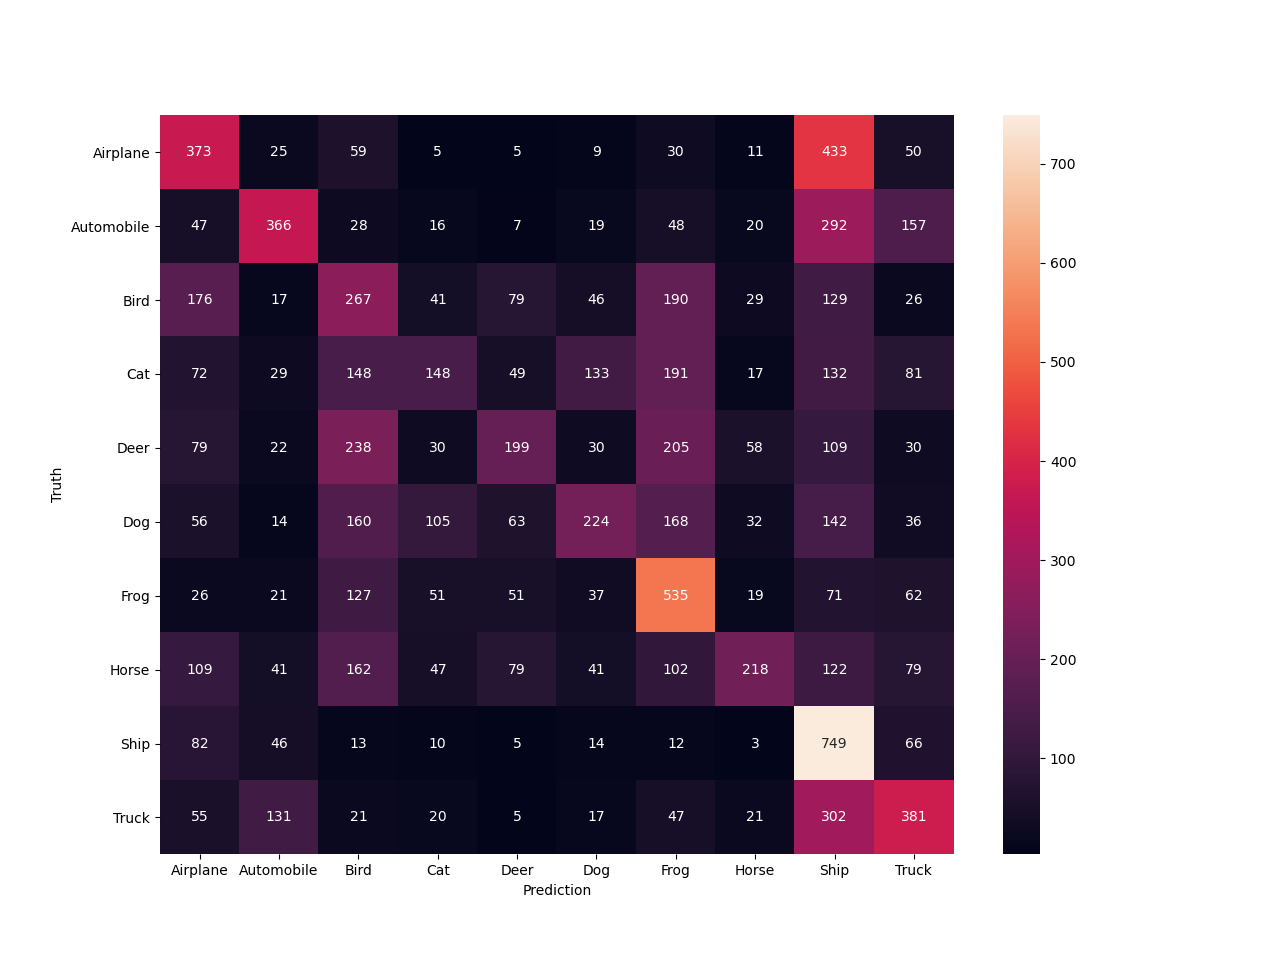 Airplane 373 25 59 5 5 9 30 11 433 50
Automobile 47 366 28 16 7 19 48 20 292 157
Bird 176 17 267 41 79 46 190 29 129 26
Cat 72 29 148 148 49 133 191 17 132 81
Deer 79 22 238 30 199 30 205 58 109 30
Dog 56 14 160 105 63 224 168 32 142 36
Frog 26 21 127 51 51 37 535 19 71 62
Horse 109 41 162 47 79 41 102 218 122 79
Ship 82 46 13 10 5 14 12 3 749 66
Truck 55 131 21 20 5 17 47 21 302 381
Airplane Automobile Bird Cat Deer Dog Frog Horse Ship Truck
Prediction
Truth
700
600
500
400
300
200
100